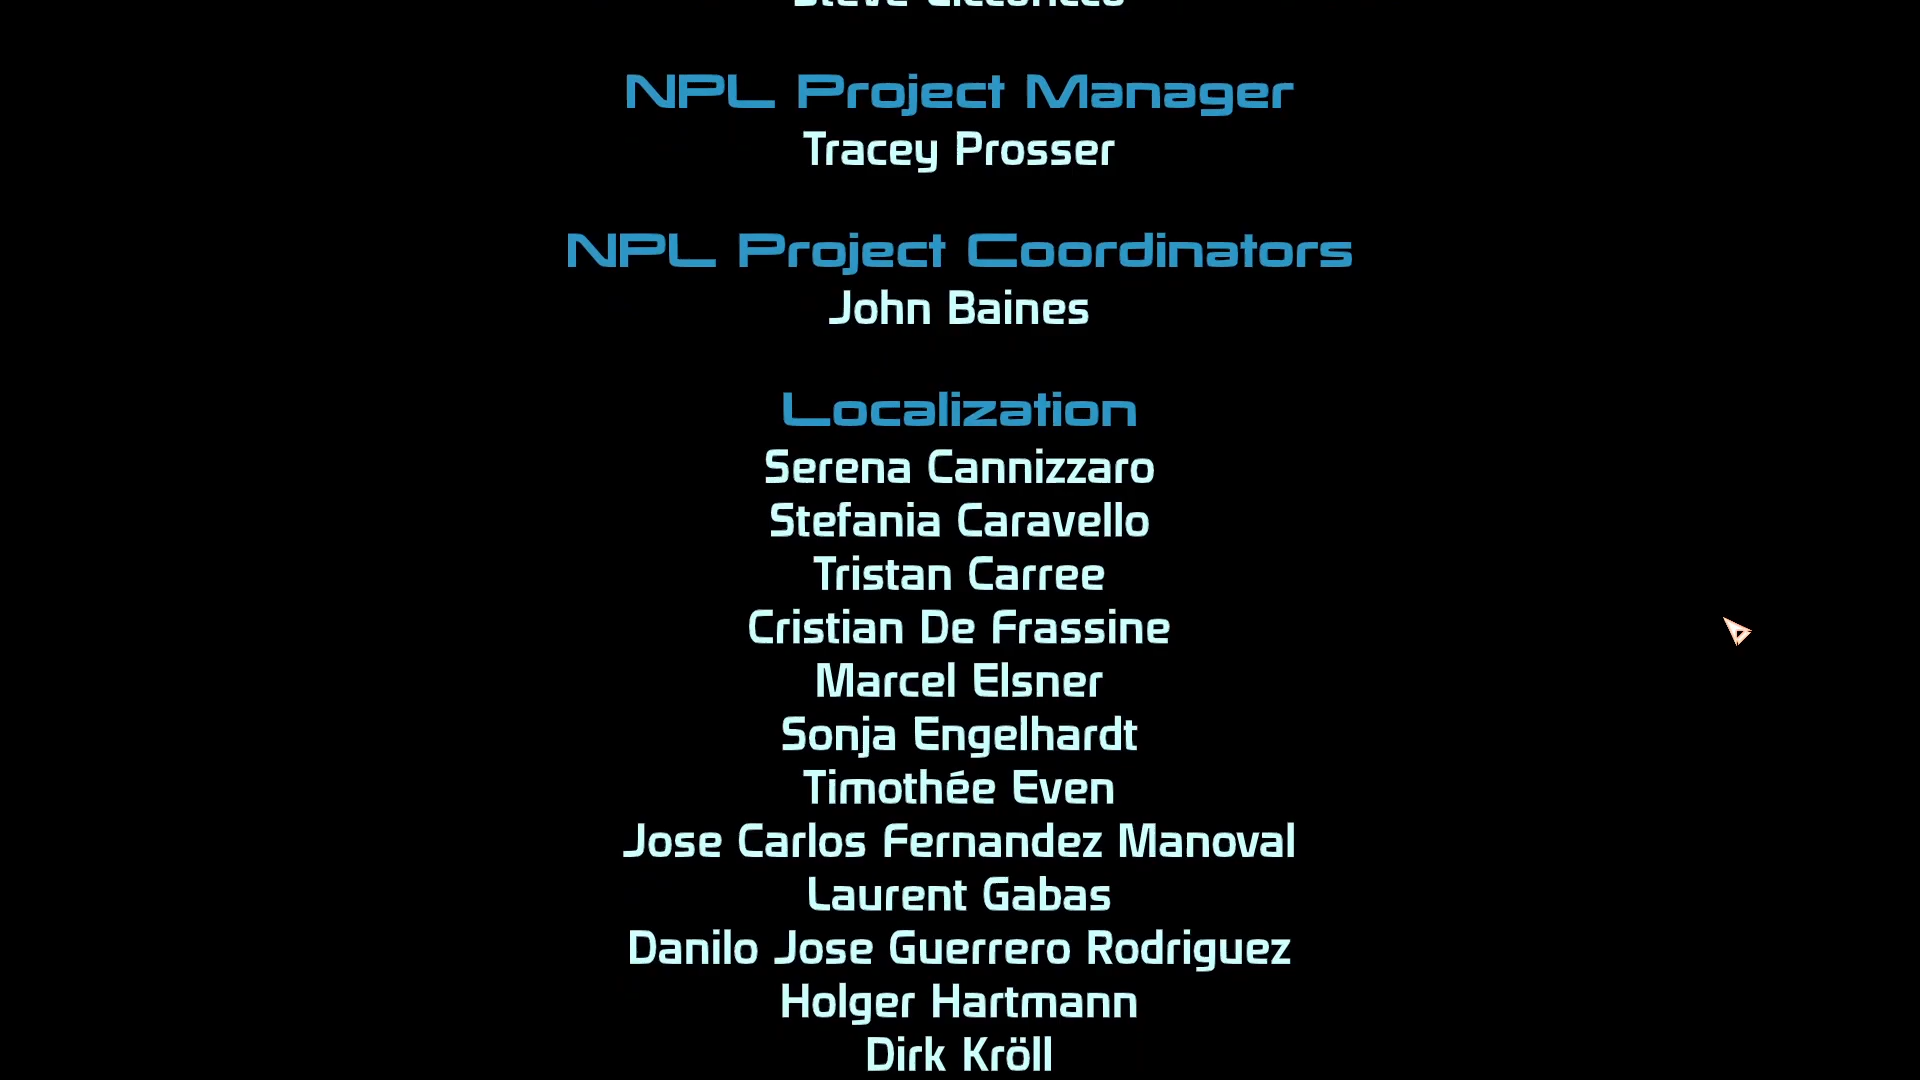 NPL Project Manager
Tracey Prosser
NPL Project Coordinators
John Baines
Localization
Serena Cannizzaro
Stefania Caravello
Tristan Carree
Cristian De Frassine
Marcel Elsner
Sonja Engelhardt
Timothée Even
Jose Carlos Fernandez Manoval
Laurent Gabas
Danilo Jose Guerrero Rodriguez
Holger Hartmann
Dirk Kröll